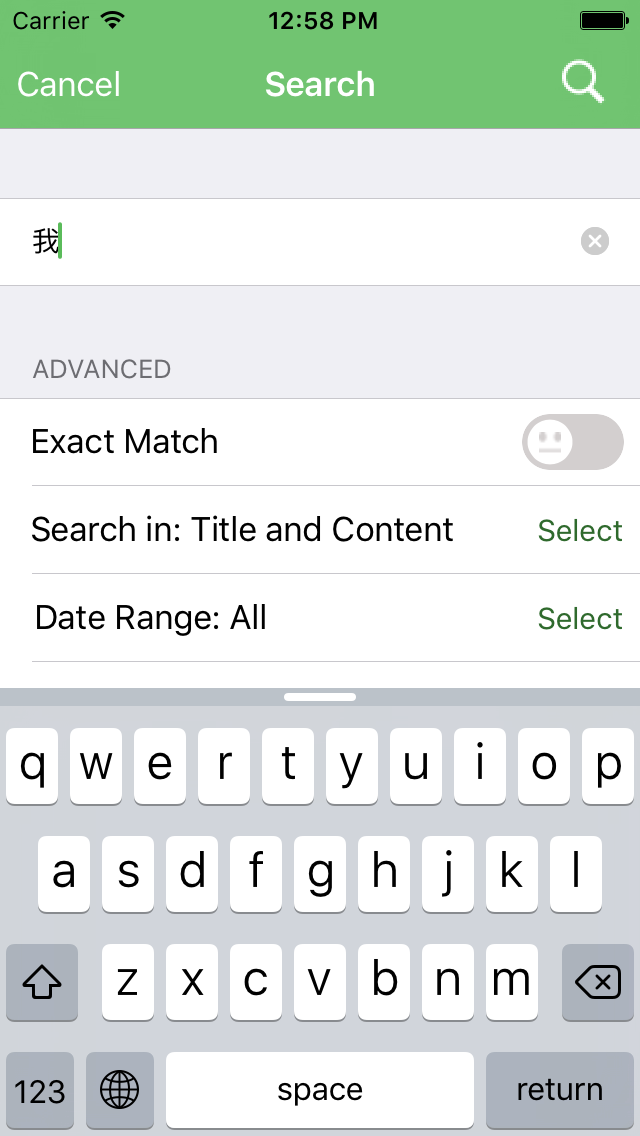 Carrier 12:58 PM
Cancel Search
我
ADVANCED
Exact Match
Search in: Title and Content Select
Date Range: All Select
q w e r t y u i o p
a s d f g h j k l
z x c v b n m
123 space return